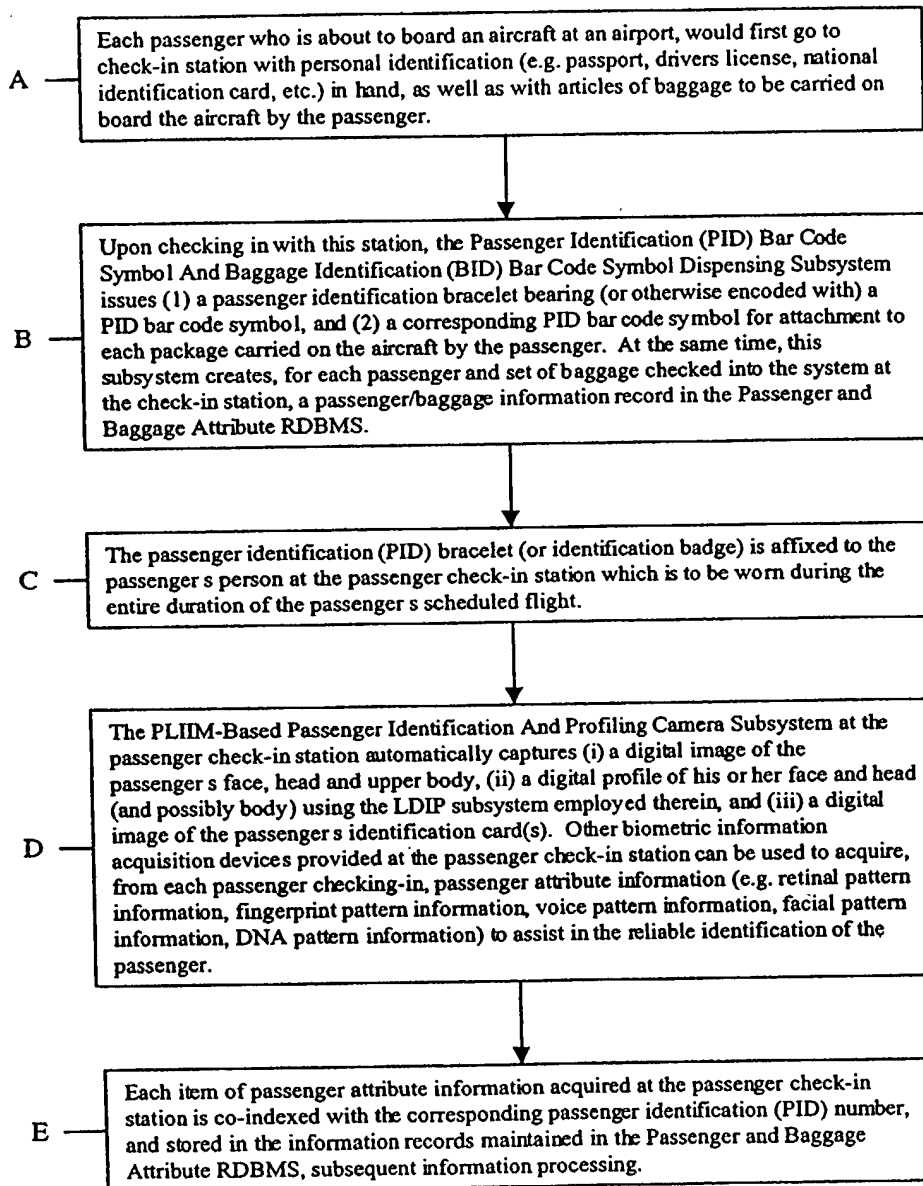 Each passenger who is about to board an aircraft at an airport, would first go to
check-in station with personal identification (e.g. passport, drivers license, national
identification card, etc.) in hand, as well as with articles of baggage to be carried on
board the aircraft by the passenger.
A
Upon checking in with this station, the Passenger Identification (PID) Bar Code
Symbol And Baggage Identification (BID) Bar Code Symbol Dispensing Subsystem
issues (1) a passenger identification bracelet bearing (or otherwise encoded with) a
PID bar code symbol, and (2) a corresponding PID bar code symbol for attachment to
each package carried on the aircraft by the passenger. At the same time, this
subsystem creates, for each passenger and set of baggage checked into the system at
the check-in station, a passenger/baggage information record in the Passenger and
Baggage Attribute RDBMS.
B
The passenger identification (PID) bracelet (or identification badge) is affixed to the
passenger s person at the passenger check-in station which is to be worn during the
entire duration of the passenger s scheduled flight.
C
The PLIIM-Based Passenger Identification And Profiling Camera Subsystem at the
passenger check-in station automatically captures (i) a digital image of the
passenger s face, head and upper body, (ii) a digital profile of his or her face and head
(and possibly body) using the LDIP subsystem employed therein, and (iii) a digital
image of the passenger s identification card(s). Other biometric information
acquisition devices provided at the passenger check-in station can be used to acquire,
from each passenger checking-in, passenger attribute information (e.g. retinal pattern
information, fingerprint pattern information, voice pattern information, facial pattern
information, DNA pattern information) to assist in the reliable identification of the
passenger.
D
Each item of passenger attribute information acquired at the passenger check-in
station is co-indexed with the corresponding passenger identification (PID) number,
and stored in the information records maintained in the Passenger and Baggage
Attribute RDBMS, subsequent information processing.
E